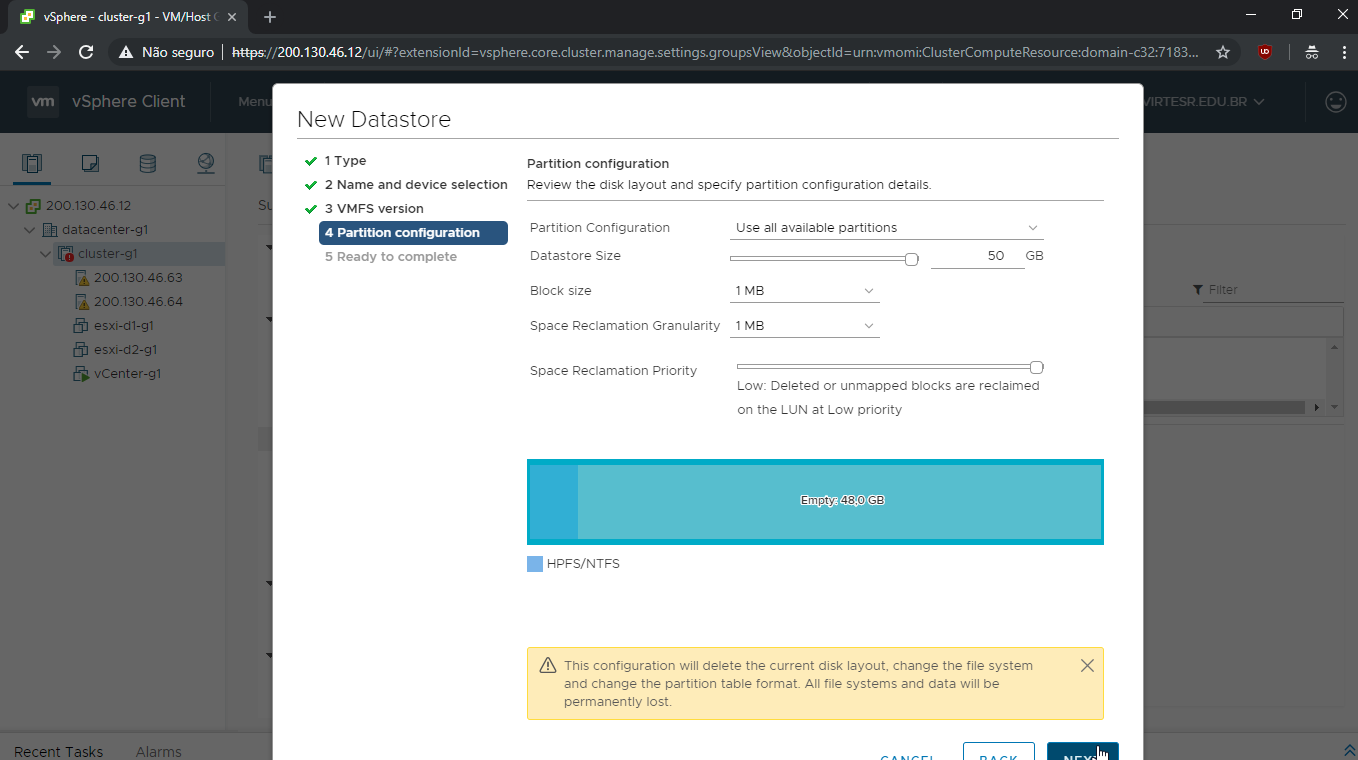 vSphere - cluster-g1 - VM/Host
Não seguro | https://200.130.46.12/ui/#?extensionId=vsphere.core.cluster.manage.settings.groupsView&objectId=urn:vmomi:ClusterComputeResource:domain-c32:7183...
vm vSphere Client Menu VIRTESR.EDU.BR
New Datastore
1 Type
2 Name and device selection
3 VMFS version
4 Partition configuration
5 Ready to complete
200.130.46.12
datacenter-g1
cluster-g1
200.130.46.63
200.130.46.64
esxi-d1-g1
esxi-d2-g1
vCenter-g1
Partition configuration
Review the disk layout and specify partition configuration details.
Partition Configuration Use all available partitions
Datastore Size 50 GB
Block size 1 MB
Space Reclamation Granularity 1 MB
Space Reclamation Priority
Low: Deleted or unmapped blocks are reclaimed
on the LUN at Low priority
Filter
Empty: 48,0 GB
HPFS/NTFS
This configuration will delete the current disk layout, change the file system
and change the partition table format. All file systems and data will be
permanently lost.
CANCEL BACK NEXT
Recent Tasks Alarms